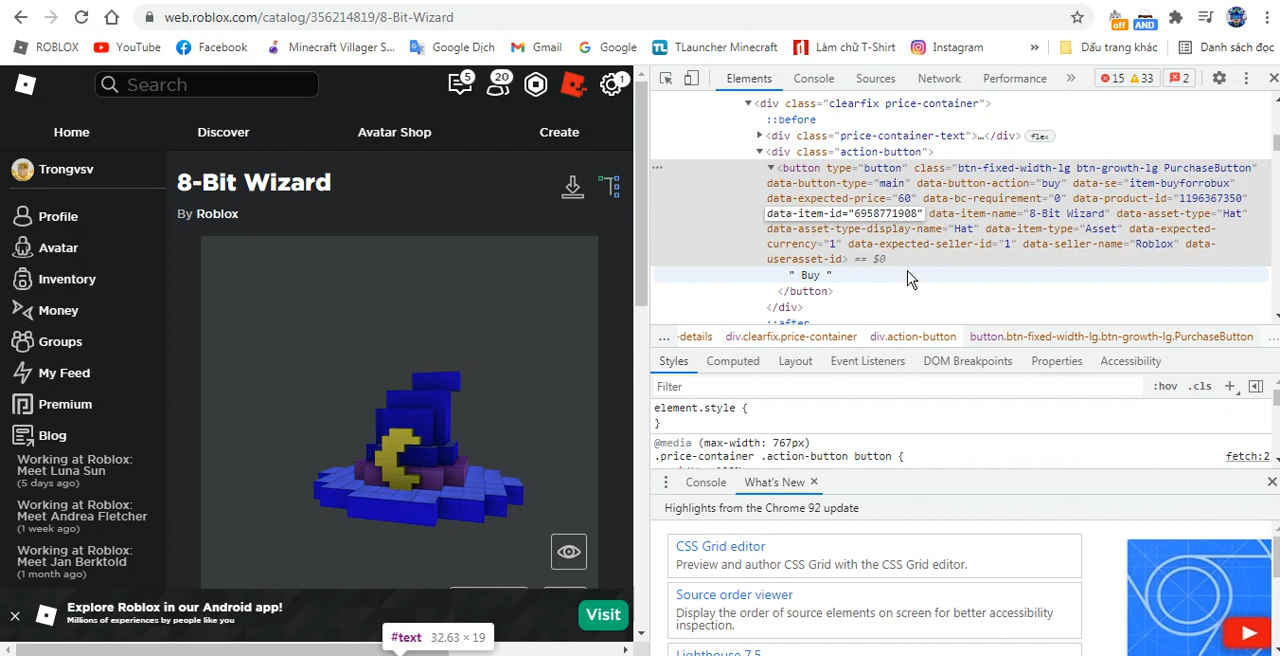 web.roblox.com/catalog/356214819/8-Bit-Wizard
off AND
ROBLOX YouTube Facebook Minecraft Villager S... Google Dịch Gmail Google TLauncher Minecraft Làm chữ T-Shirt Instagram » Dấu trang khác Danh sách đọc
Search 5 20 1
Home Discover Avatar Shop Create
Trongvsv
Profile
Avatar
Inventory
Money
Groups
My Feed
Premium
Blog
Working at Roblox:
Meet Luna Sun
(5 days ago)
Working at Roblox:
Meet Andrea Fletcher
(1 week ago)
Working at Roblox:
Meet Jan Berktold
(1 month ago)
8-Bit Wizard
By Roblox
Explore Roblox in our Android app!
Millions of experiences by people like you
Visit
#text 32.63 × 19
Elements Console Sources Network Performance » 15 33 2
<div class="clearfix price-container">
::before
<div class="price-container-text">…</div> flex
<div class="action-button">
<button type="button" class="btn-fixed-width-lg btn-growth-lg PurchaseButton"
data-button-type="main" data-button-action="buy" data-se="item-buyforrobux"
data-expected-price="60" data-bc-requirement="0" data-product-id="1196367350"
data-item-id="6958771908" data-item-name="8-Bit Wizard" data-asset-type="Hat"
data-asset-type-display-name="Hat" data-item-type="Asset" data-expected-
currency="1" data-expected-seller-id="1" data-seller-name="Roblox" data-
userasset-id> == $0
" Buy "
</button>
</div>
::after
... -details div.clearfix.price-container div.action-button button.btn-fixed-width-lg.btn-growth-lg.PurchaseButton ...
Styles Computed Layout Event Listeners DOM Breakpoints Properties Accessibility
Filter :hov .cls +
element.style {
}
@media (max-width: 767px)
.price-container .action-button button { fetch:2
Console What's New ×
Highlights from the Chrome 92 update
CSS Grid editor
Preview and author CSS Grid with the CSS Grid editor.
Source order viewer
Display the order of source elements on screen for better accessibility
inspection.
Lighthouse 7.5